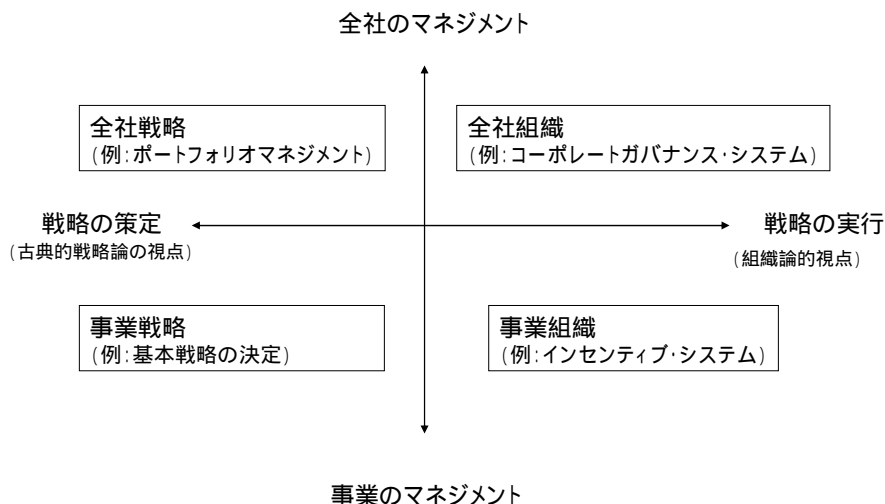 全社のマネジメント
全社戦略
(例:ポートフォリオマネジメント)
全社組織
(例:コーポレートガバナンス・システム)
戦略の策定
(古典的戦略論の視点)
戦略の実行
(組織論的視点)
事業戦略
(例:基本戦略の決定)
事業組織
(例:インセンティブ・システム)
事業のマネジメント